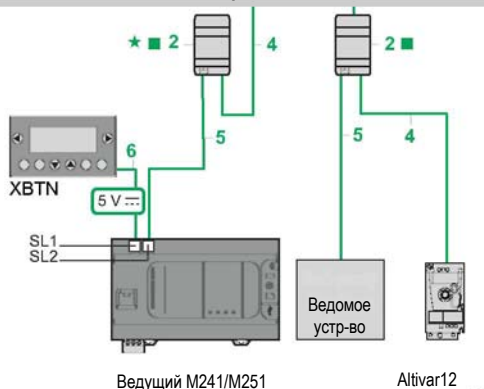 ★ ■ 2
4
2 ■
5
5
4
6
XBTN
5 V
SL1
SL2
Ведомое
устр-во
Ведущий M241/M251
Altivar12